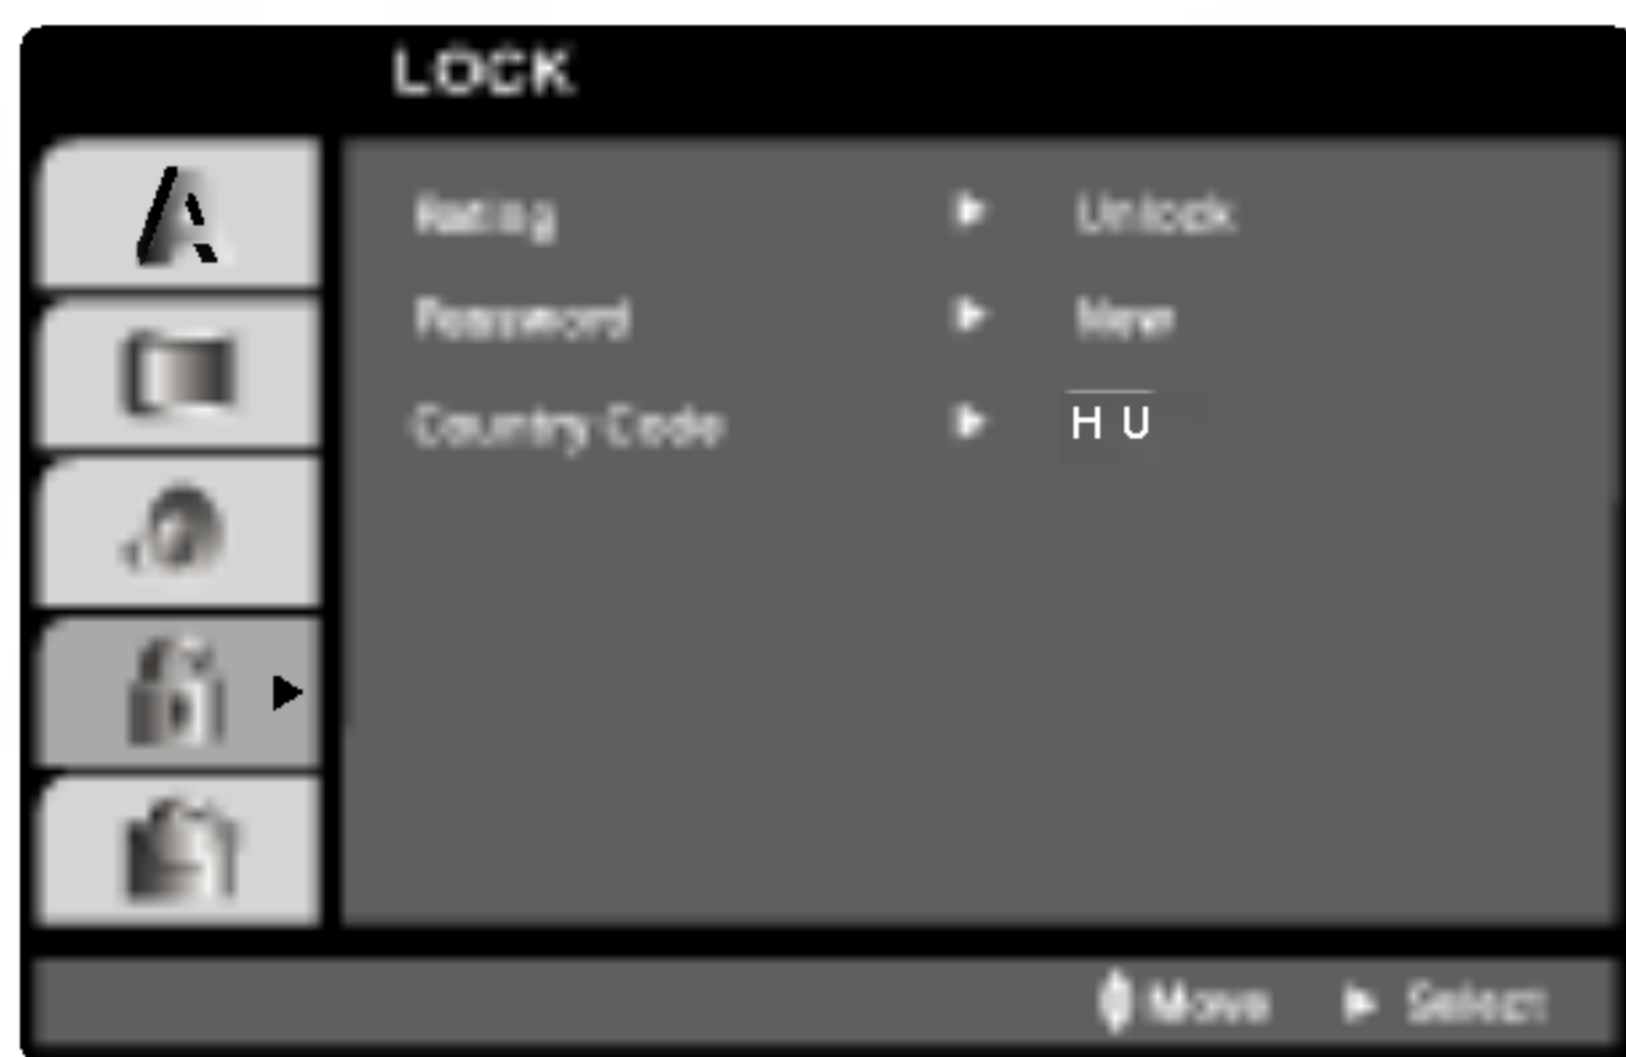 LOCK
A
Rating Unlock
Password New
Country Code H U
Move Select